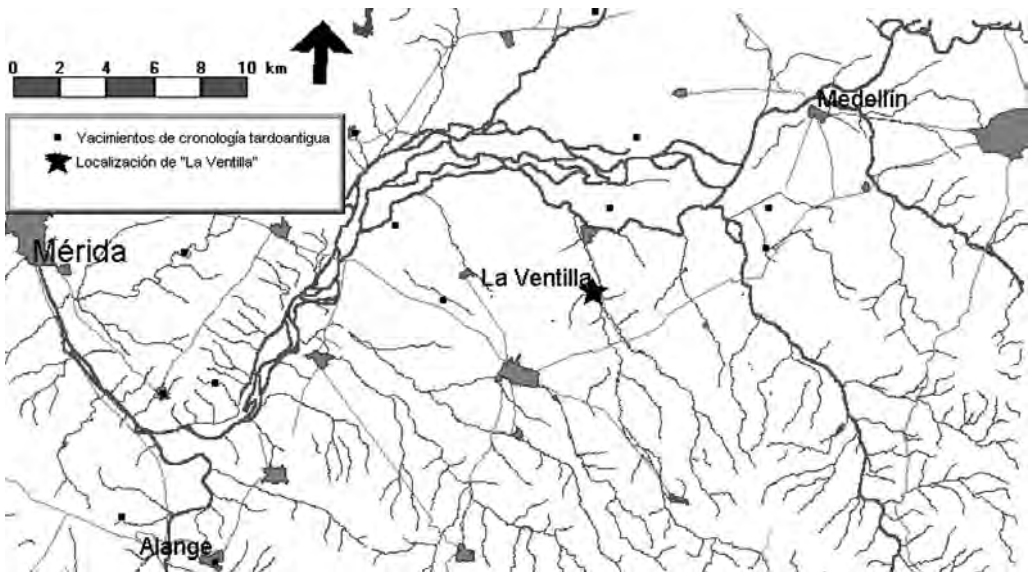 0 2 4 6 8 10 km
Yacimientos de cronología tardoantigua
Localización de "La Ventilla"
Medellín
Mérida
La Ventilla
Alange